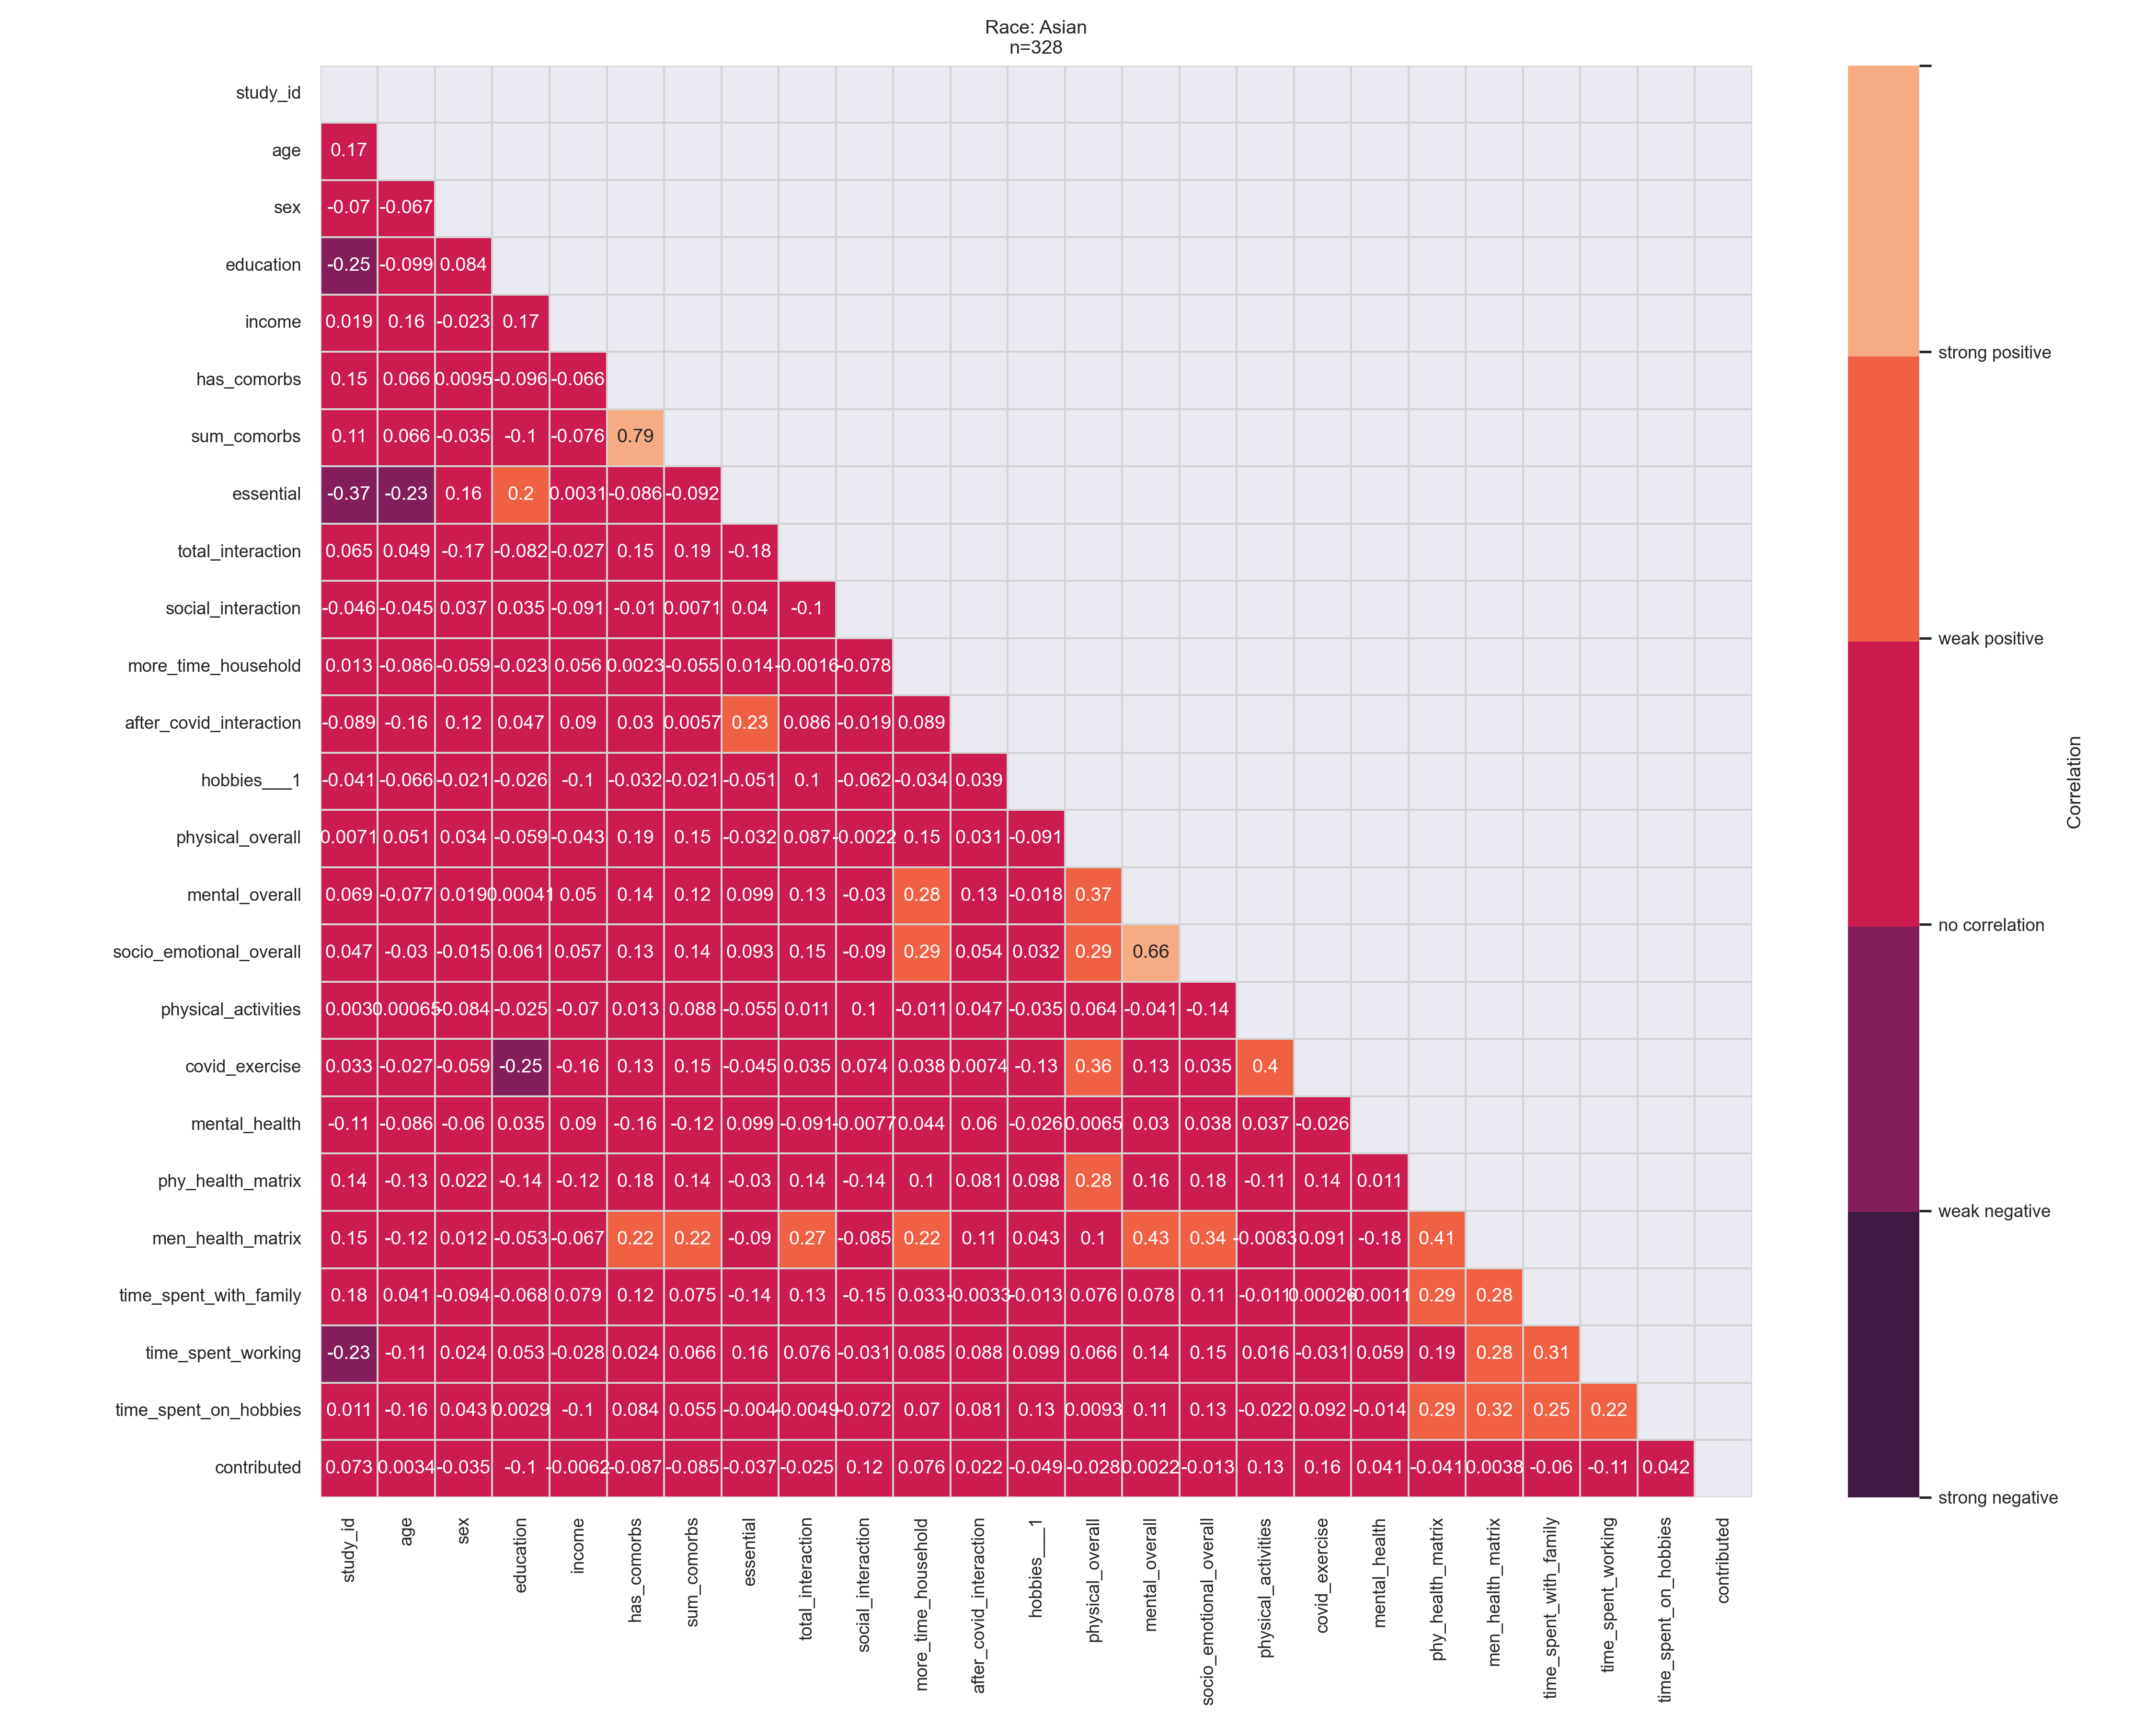 Race: Asian
n=328
study_id
age 0.17
sex -0.07 -0.067
education -0.25 -0.099 0.084
income 0.019 0.16 -0.023 0.17
has_comorbs 0.15 0.066 0.0095 -0.096 -0.066
sum_comorbs 0.11 0.066 -0.035 -0.1 -0.076 0.79
essential -0.37 -0.23 0.16 0.2 0.0031 -0.086 -0.092
total_interaction 0.065 0.049 -0.17 -0.082 -0.027 0.15 0.19 -0.18
social_interaction -0.046 -0.045 0.037 0.035 -0.091 -0.01 0.0071 0.04 -0.1
more_time_household 0.013 -0.086 -0.059 -0.023 0.056 0.0023 -0.055 0.014 -0.0016 -0.078
after_covid_interaction -0.089 -0.16 0.12 0.047 0.09 0.03 0.0057 0.23 0.086 -0.019 0.089
hobbies___1 -0.041 -0.066 -0.021 -0.026 -0.1 -0.032 -0.021 -0.051 0.1 -0.062 -0.034 0.039
physical_overall 0.0071 0.051 0.034 -0.059 -0.043 0.19 0.15 -0.032 0.087 -0.0022 0.15 0.031 -0.091
mental_overall 0.069 -0.077 0.019 0.00041 0.05 0.14 0.12 0.099 0.13 -0.03 0.28 0.13 -0.018 0.37
socio_emotional_overall 0.047 -0.03 -0.015 0.061 0.057 0.13 0.14 0.093 0.15 -0.09 0.29 0.054 0.032 0.29 0.66
physical_activities 0.003 0.00065 -0.084 -0.025 -0.07 0.013 0.088 -0.055 0.011 0.1 -0.011 0.047 -0.035 0.064 -0.041 -0.14
covid_exercise 0.033 -0.027 -0.059 -0.25 -0.16 0.13 0.15 -0.045 0.035 0.074 0.038 0.0074 -0.13 0.36 0.13 0.035 0.4
mental_health -0.11 -0.086 -0.06 0.035 0.09 -0.16 -0.12 0.099 -0.091 -0.0077 0.044 0.06 -0.026 0.0065 0.03 0.038 0.037 -0.026
phy_health_matrix 0.14 -0.13 0.022 -0.14 -0.12 0.18 0.14 -0.03 0.14 -0.14 0.1 0.081 0.098 0.28 0.16 0.18 -0.11 0.14 0.011
men_health_matrix 0.15 -0.12 0.012 -0.053 -0.067 0.22 0.22 -0.09 0.27 -0.085 0.22 0.11 0.043 0.1 0.43 0.34 -0.0083 0.091 -0.18 0.41
time_spent_with_family 0.18 0.041 -0.094 -0.068 0.079 0.12 0.075 -0.14 0.13 -0.15 0.033 -0.0033 -0.013 0.076 0.078 0.11 -0.011 -0.0011 0.29 0.28
time_spent_working -0.23 -0.11 0.024 0.053 -0.028 0.024 0.066 0.16 0.076 -0.031 0.085 0.088 0.099 0.066 0.14 0.15 0.016 -0.031 0.059 0.19 0.28 0.31
time_spent_on_hobbies 0.011 -0.16 0.043 0.0029 -0.1 0.084 0.055 -0.004 -0.0049 -0.072 0.07 0.081 0.13 0.0093 0.11 0.13 -0.022 0.092 -0.014 0.29 0.32 0.25 0.22
contributed 0.073 0.0034 -0.035 -0.1 -0.0062 -0.087 -0.085 -0.037 -0.025 0.12 0.076 0.022 -0.049 -0.028 0.0022 -0.013 0.13 0.16 0.041 -0.041 0.0038 -0.06 -0.11 0.042
study_id
age
sex
education
income
has_comorbs
sum_comorbs
essential
total_interaction
social_interaction
more_time_household
after_covid_interaction
hobbies___1
physical_overall
mental_overall
socio_emotional_overall
physical_activities
covid_exercise
mental_health
phy_health_matrix
men_health_matrix
time_spent_with_family
time_spent_working
time_spent_on_hobbies
contributed
strong positive
weak positive
no correlation
weak negative
strong negative
Correlation